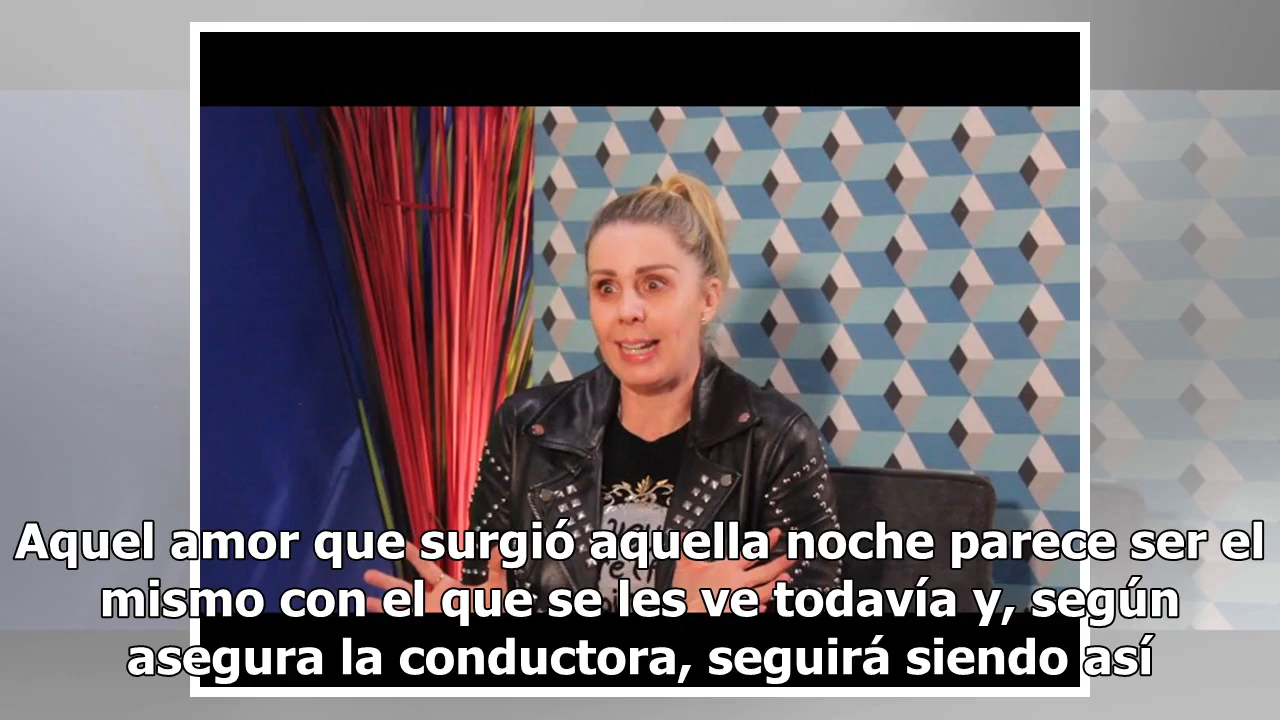 Aquel amor que surgió aquella noche parece ser el
mismo con el que se les ve todavía y, según
asegura la conductora, seguirá siendo así